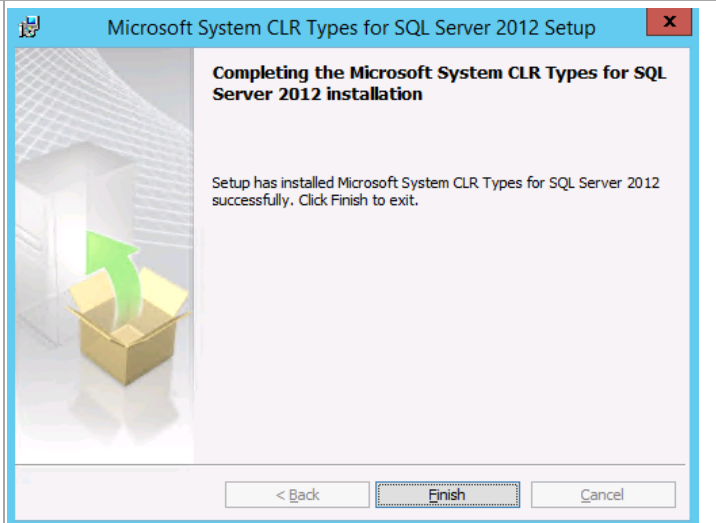 Microsoft System CLR Types for SQL Server 2012 Setup
x
Completing the Microsoft System CLR Types for SQL
Server 2012 installation
Setup has installed Microsoft System CLR Types for SQL Server 2012
successfully. Click Finish to exit.
< Back Finish Cancel